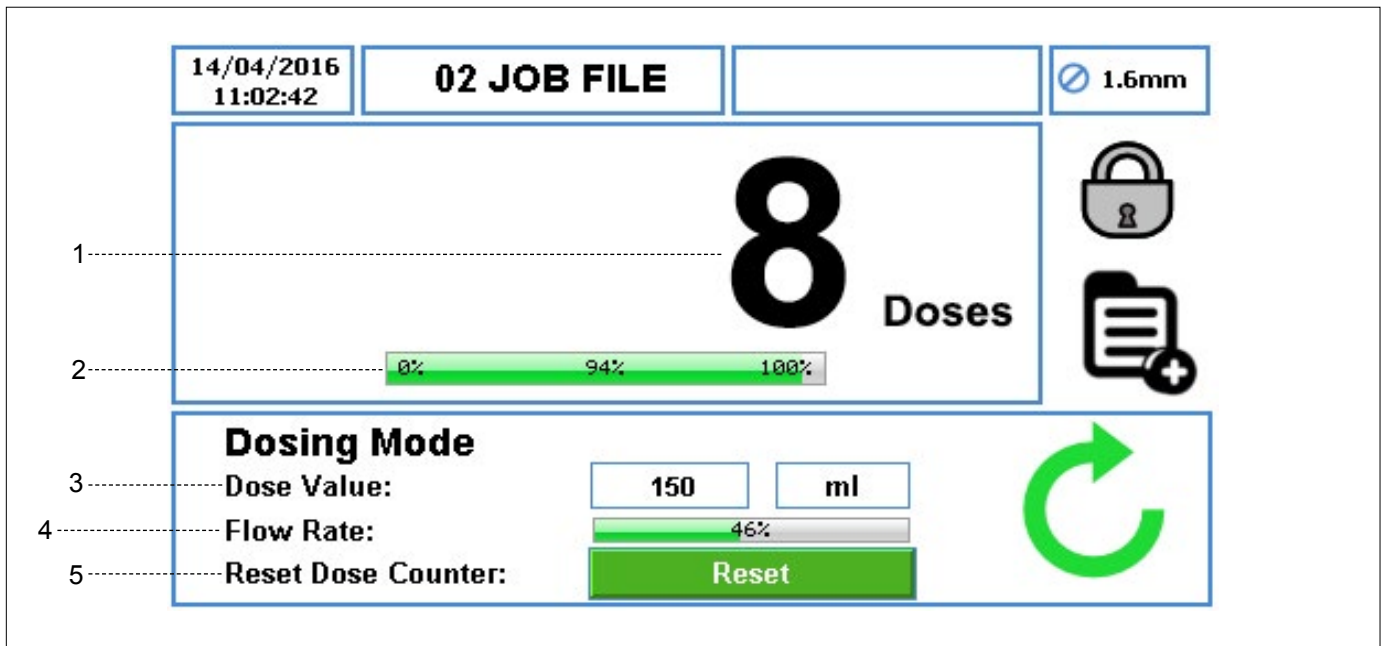 14/04/2016
11:02:42
02 JOB FILE
1.6mm
1
8
Doses
2
0% 94% 100%
Dosing Mode
3
Dose Value: 150 ml
4
Flow Rate: 46%
5
Reset Dose Counter: Reset